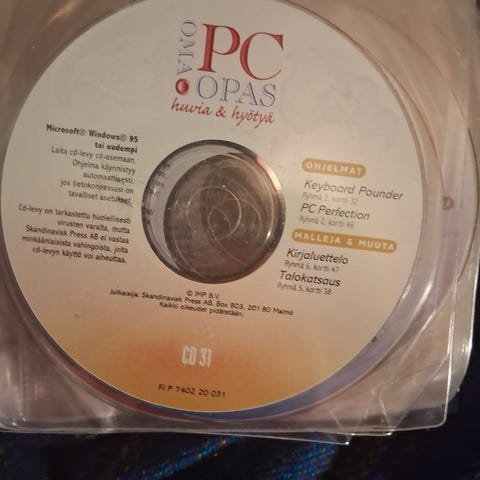 OMA PC
OPAS
huvia & hyötyä
Microsoft® Windows® 95
tai uudempi
Laita cd-levy cd-asemaan.
Ohjelma käynnistyy
automaattisesti,
jos tietokoneessasi on
tavalliset asetukset.
Cd-levy on tarkastettu huolellisesti
virusten varalta, mutta
Skandinavisk Press AB ei vastaa
minkäänlaisista vahingoista, joita
cd-levyn käyttö voi aiheuttaa.
OHJELMAT
Keyboard Pounder
Ryhmä 2, kortti 32
PC Perfection
Ryhmä 2, kortti 46
MALLEJA & MUUTA
Kirjaluettelo
Ryhmä 6, kortti 47
Talokatsaus
Ryhmä 5, kortti 38
© IMP B.V.
Julkaisija: Skandinavisk Press AB, Box 803, 201 80 Malmö
Kaikki oikeudet pidätetään.
CD 31
FI P 7402 20 031